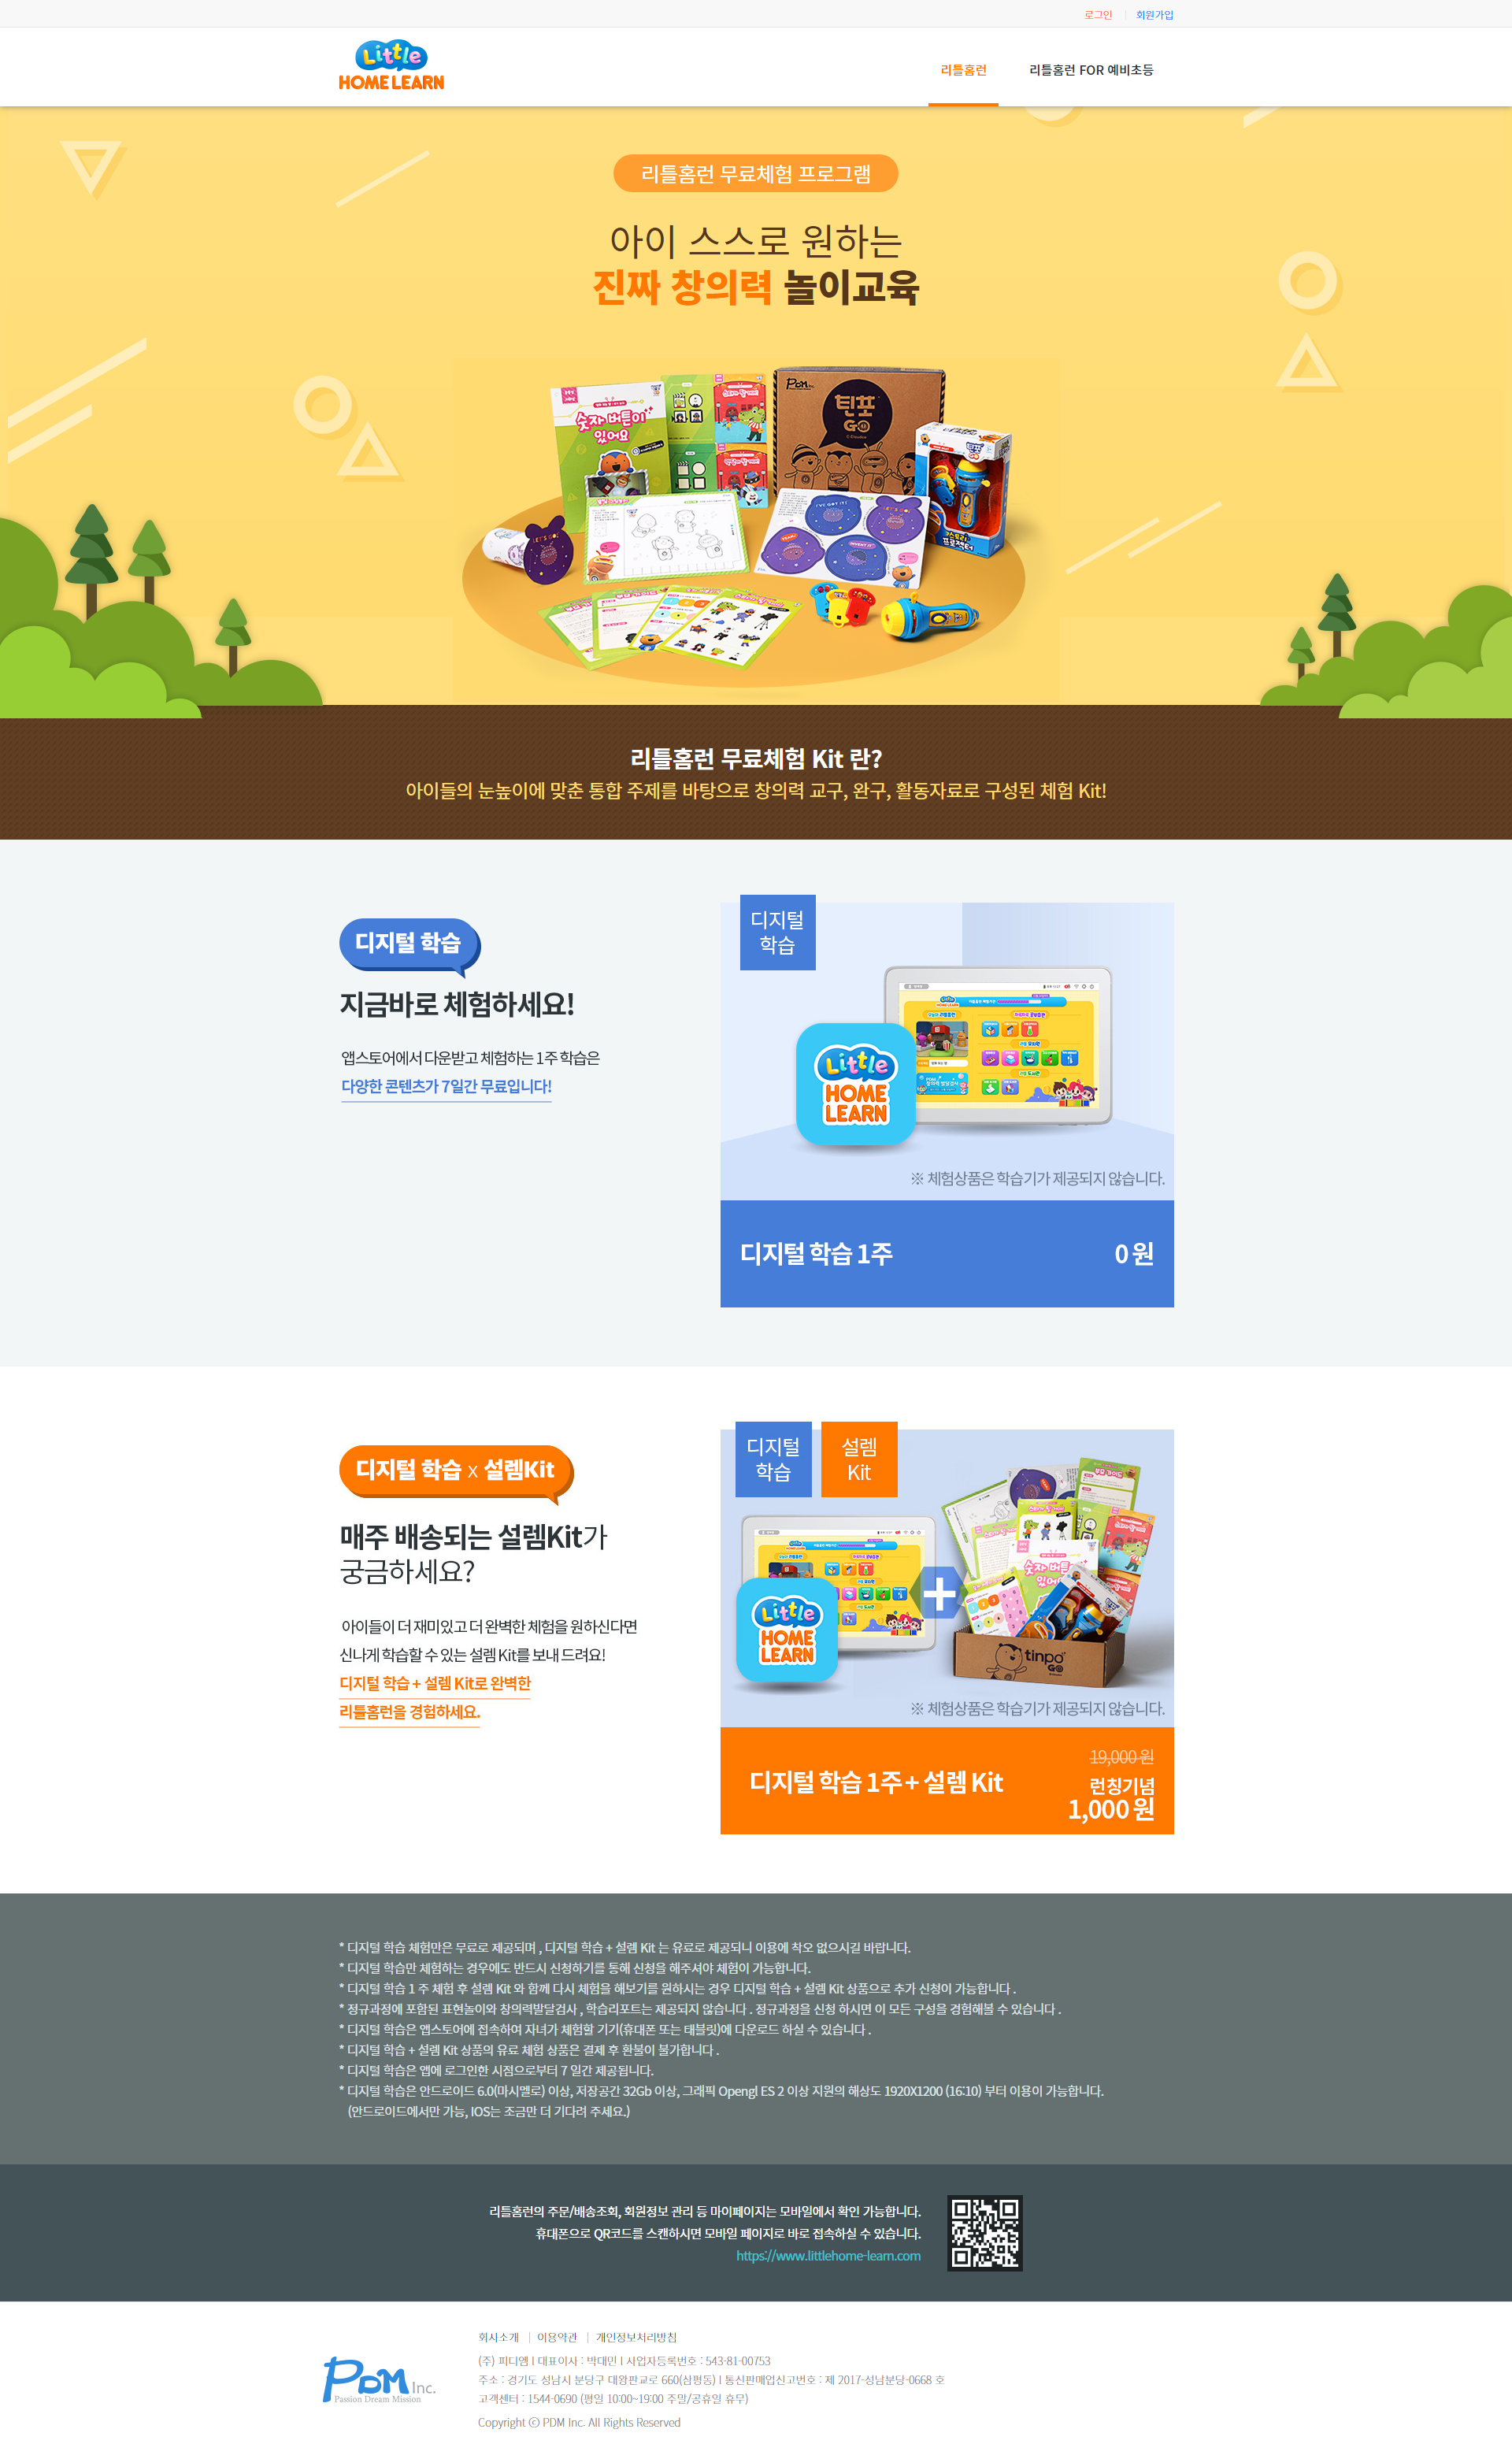 로그인
회원가입
Little
HOME LEARN
리틀홈런
리틀홈런 FOR 예비초등
리틀홈런 무료체험 프로그램
아이 스스로 원하는
진짜 창의력 놀이교육
PDM
틴포
GO
숫자 버튼이
있어요
LET'S GO!
I'VE GOT IT!
LET'S GO!
YEAH!
INVENT IT!
스토리
프로젝터
리틀홈런 무료체험 Kit 란?
아이들의 눈높이에 맞춘 통합 주제를 바탕으로 창의력 교구, 완구, 활동자료로 구성된 체험 Kit!
디지털 학습
지금바로 체험하세요!
앱스토어에서 다운받고 체험하는 1주 학습은
다양한 콘텐츠가 7일간 무료입니다!
디지털
학습
Little
HOME
LEARN
※ 체험상품은 학습기가 제공되지 않습니다.
디지털 학습 1주
0 원
디지털 학습 x 설렘Kit
매주 배송되는 설렘Kit가
궁금하세요?
아이들이 더 재미있고 더 완벽한 체험을 원하신다면
신나게 학습할 수 있는 설렘 Kit를 보내 드려요!
디지털 학습 + 설렘 Kit로 완벽한
리틀홈런을 경험하세요.
디지털
학습
설렘
Kit
Little
HOME
LEARN
tinpo
GO
※ 체험상품은 학습기가 제공되지 않습니다.
디지털 학습 1주 + 설렘 Kit
19,000 원
런칭기념
1,000 원
* 디지털 학습 체험만은 무료로 제공되며 , 디지털 학습 + 설렘 Kit 는 유료로 제공되니 이용에 착오 없으시길 바랍니다.
* 디지털 학습만 체험하는 경우에도 반드시 신청하기를 통해 신청을 해주셔야 체험이 가능합니다.
* 디지털 학습 1 주 체험 후 설렘 Kit 와 함께 다시 체험을 해보기를 원하시는 경우 디지털 학습 + 설렘 Kit 상품으로 추가 신청이 가능합니다 .
* 정규과정에 포함된 표현놀이와 창의력발달검사 , 학습리포트는 제공되지 않습니다 . 정규과정을 신청 하시면 이 모든 구성을 경험해볼 수 있습니다 .
* 디지털 학습은 앱스토어에 접속하여 자녀가 체험할 기기(휴대폰 또는 태블릿)에 다운로드 하실 수 있습니다 .
* 디지털 학습 + 설렘 Kit 상품의 유료 체험 상품은 결제 후 환불이 불가합니다 .
* 디지털 학습은 앱에 로그인한 시점으로부터 7 일간 제공됩니다.
* 디지털 학습은 안드로이드 6.0(마시멜로) 이상, 저장공간 32Gb 이상, 그래픽 Opengl ES 2 이상 지원의 해상도 1920X1200 (16:10) 부터 이용이 가능합니다.
(안드로이드에서만 가능, IOS는 조금만 더 기다려 주세요.)
리틀홈런의 주문/배송조회, 회원정보 관리 등 마이페이지는 모바일에서 확인 가능합니다.
휴대폰으로 QR코드를 스캔하시면 모바일 페이지로 바로 접속하실 수 있습니다.
https://www.littlehome-learn.com
회사소개
이용약관
개인정보처리방침
PDM Inc.
Passion Dream Mission
(주) 피디엠 I 대표이사 : 박대민 I 사업자등록번호 : 543-81-00753
주소 : 경기도 성남시 분당구 대왕판교로 660(삼평동) I 통신판매업신고번호 : 제 2017-성남분당-0668 호
고객센터 : 1544-0690 (평일 10:00~19:00 주말/공휴일 휴무)
Copyright ⓒ PDM Inc. All Rights Reserved